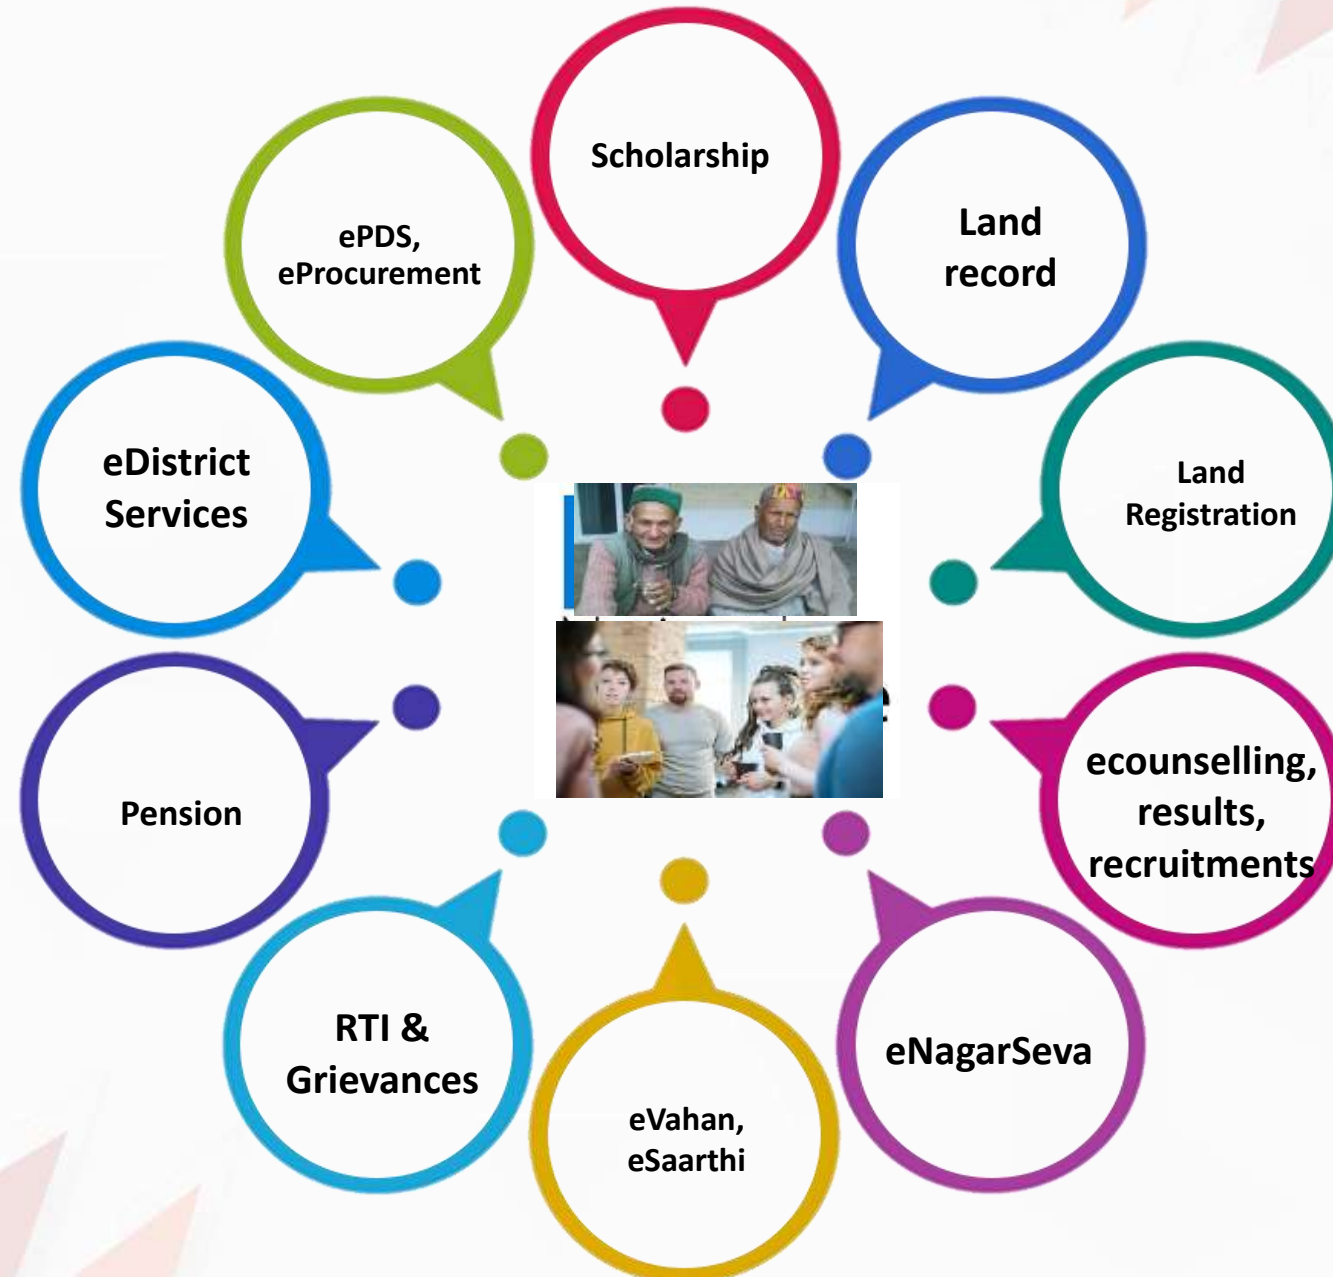 Scholarship
Land
record
Land
Registration
ecounselling,
results,
recruitments
eNagarSeva
eVahan,
eSaarthi
RTI &
Grievances
Pension
eDistrict
Services
ePDS,
eProcurement